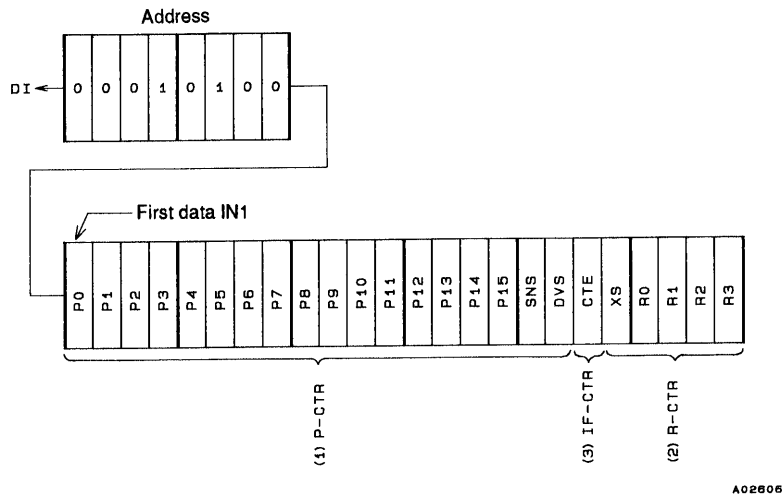 Address
DI 0 0 0 1 0 1 0 0
First data IN1
P0 P1 P2 P3 P4 P5 P6 P7 P8 P9 P10 P11 P12 P13 P14 P15 SNS DVS CTE XS R0 R1 R2 R3
(1) P-CTR (3) IF-CTR (2) R-CTR
A02606